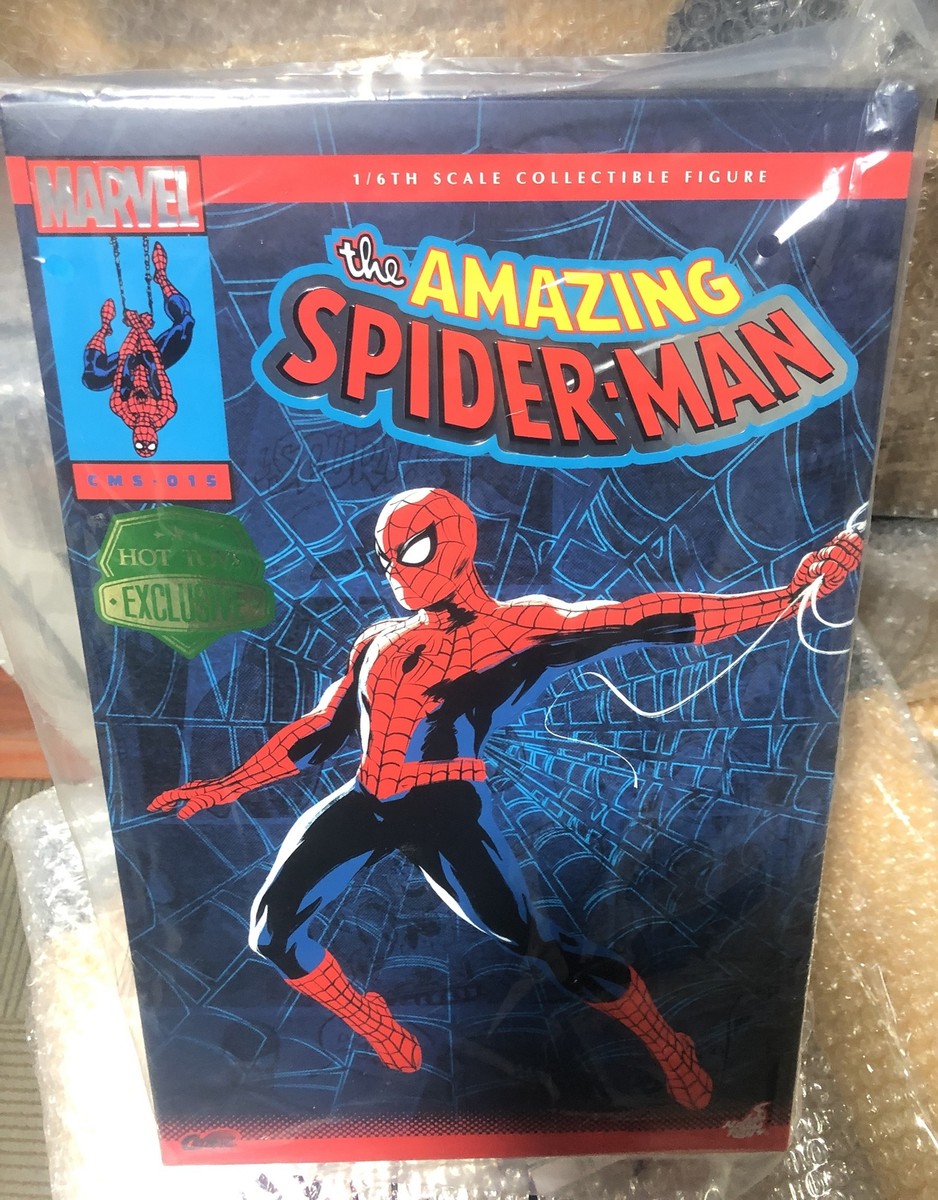 MARVEL
1/6TH SCALE COLLECTIBLE FIGURE
the AMAZING
SPIDER-MAN
CMS-015
HOT TOYS
EXCLUSIVE